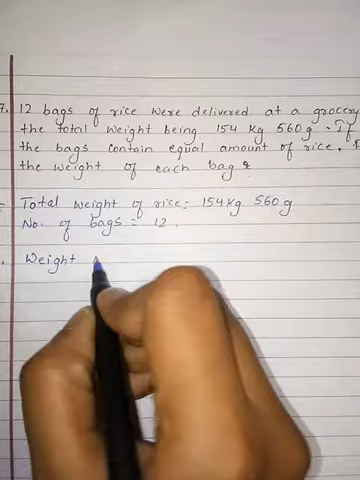 7. 12 bags of rice were delivered at a grocery
the total weight being 154 Kg 560 g. If
the bags contain equal amount of rice.
the weight of each bag?
Total weight of rice = 154 Kg 560 g
No. of bags = 12.
Weight